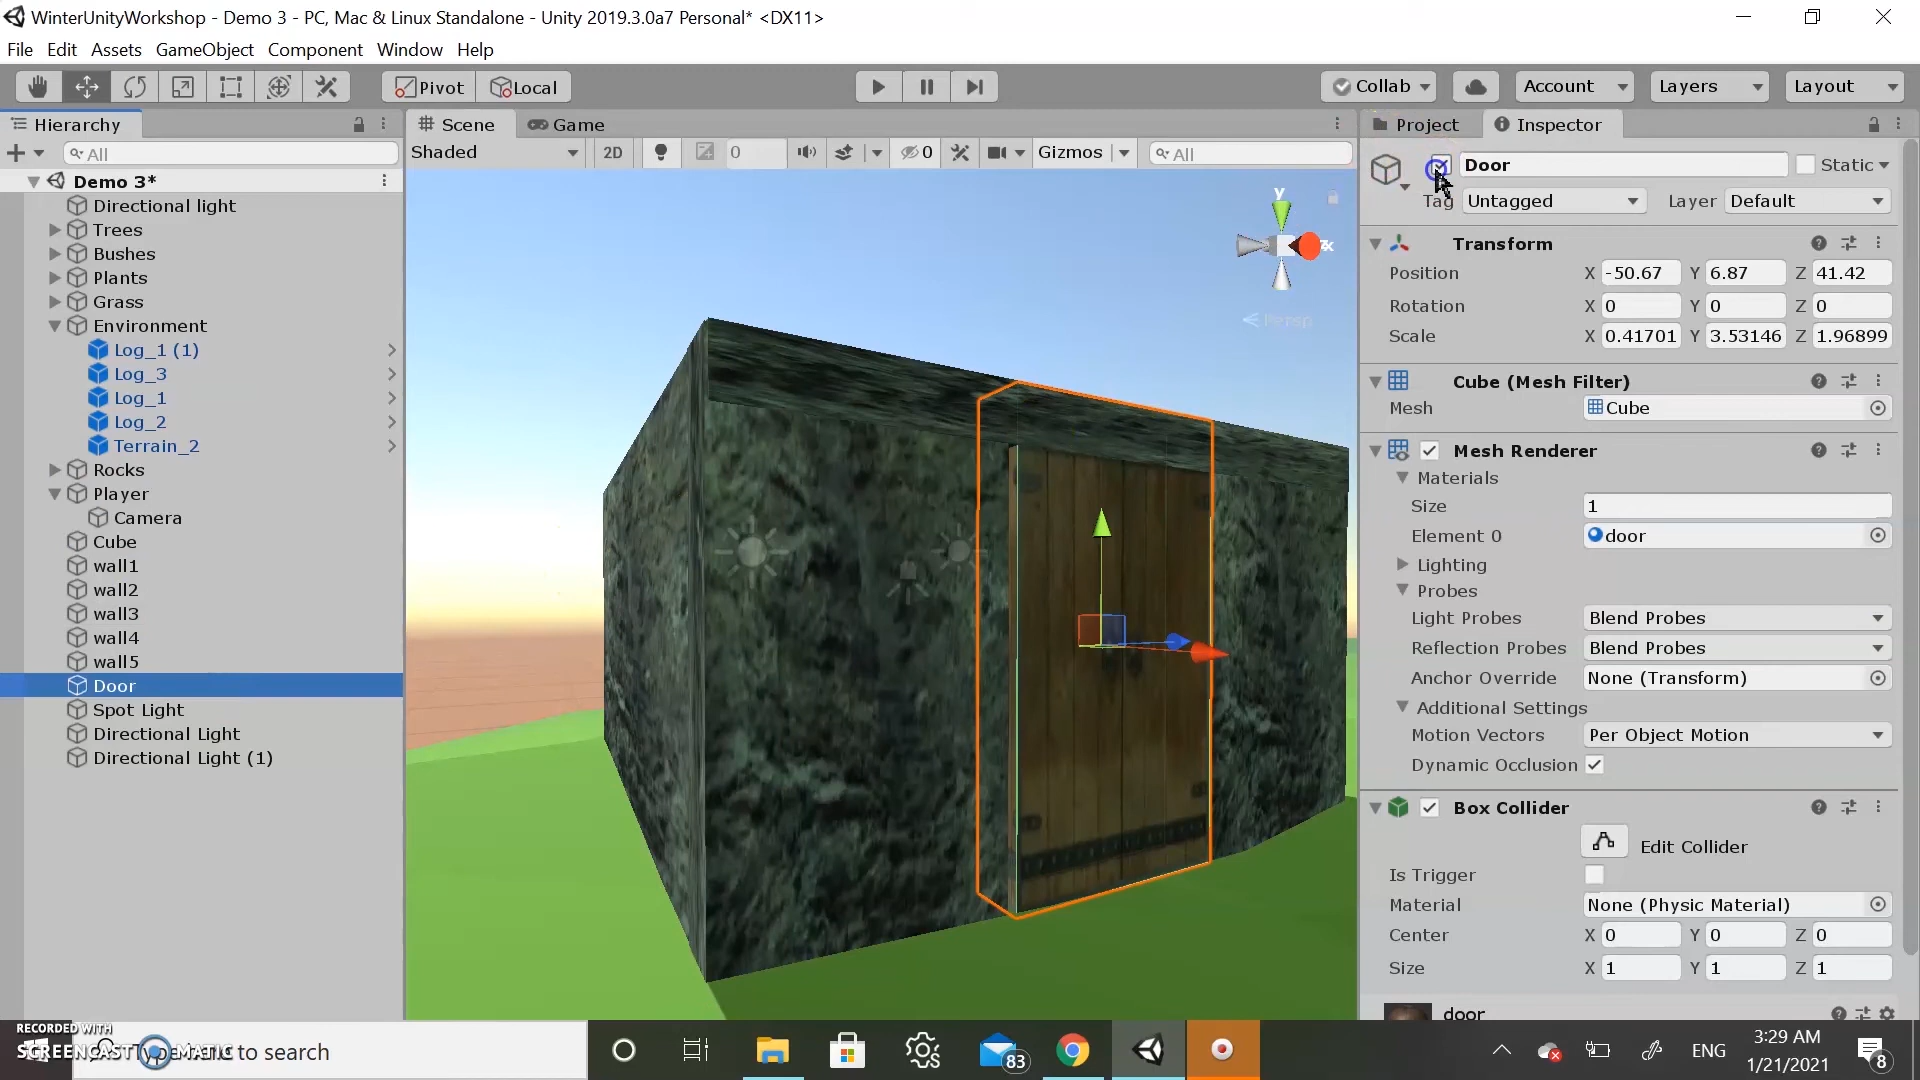 WinterUnityWorkshop - Demo 3 - PC, Mac & Linux Standalone - Unity 2019.3.0a7 Personal* <DX11>
File Edit Assets GameObject Component Window Help
Pivot Local Collab Account Layers Layout
Hierarchy
All
Demo 3*
Directional light
Trees
Bushes
Plants
Grass
Environment
Log_1 (1)
Log_3
Log_1
Log_2
Terrain_2
Rocks
Player
Camera
Cube
wall1
wall2
wall3
wall4
wall5
Door
Spot Light
Directional Light
Directional Light (1)
Scene Game
Shaded 2D 0 0 Gizmos All
y
x
Persp
Project Inspector
Door Static
Tag Untagged Layer Default
Transform
Position X -50.67 Y 6.87 Z 41.42
Rotation X 0 Y 0 Z 0
Scale X 0.41701 Y 3.53146 Z 1.96899
Cube (Mesh Filter)
Mesh Cube
Mesh Renderer
Materials
Size 1
Element 0 door
Lighting
Probes
Light Probes Blend Probes
Reflection Probes Blend Probes
Anchor Override None (Transform)
Additional Settings
Motion Vectors Per Object Motion
Dynamic Occlusion
Box Collider
Edit Collider
Is Trigger
Material None (Physic Material)
Center X 0 Y 0 Z 0
Size X 1 Y 1 Z 1
door
RECORDED WITH
SCREENCAST MATIC
Type here to search
83
ENG
3:29 AM
1/21/2021
8